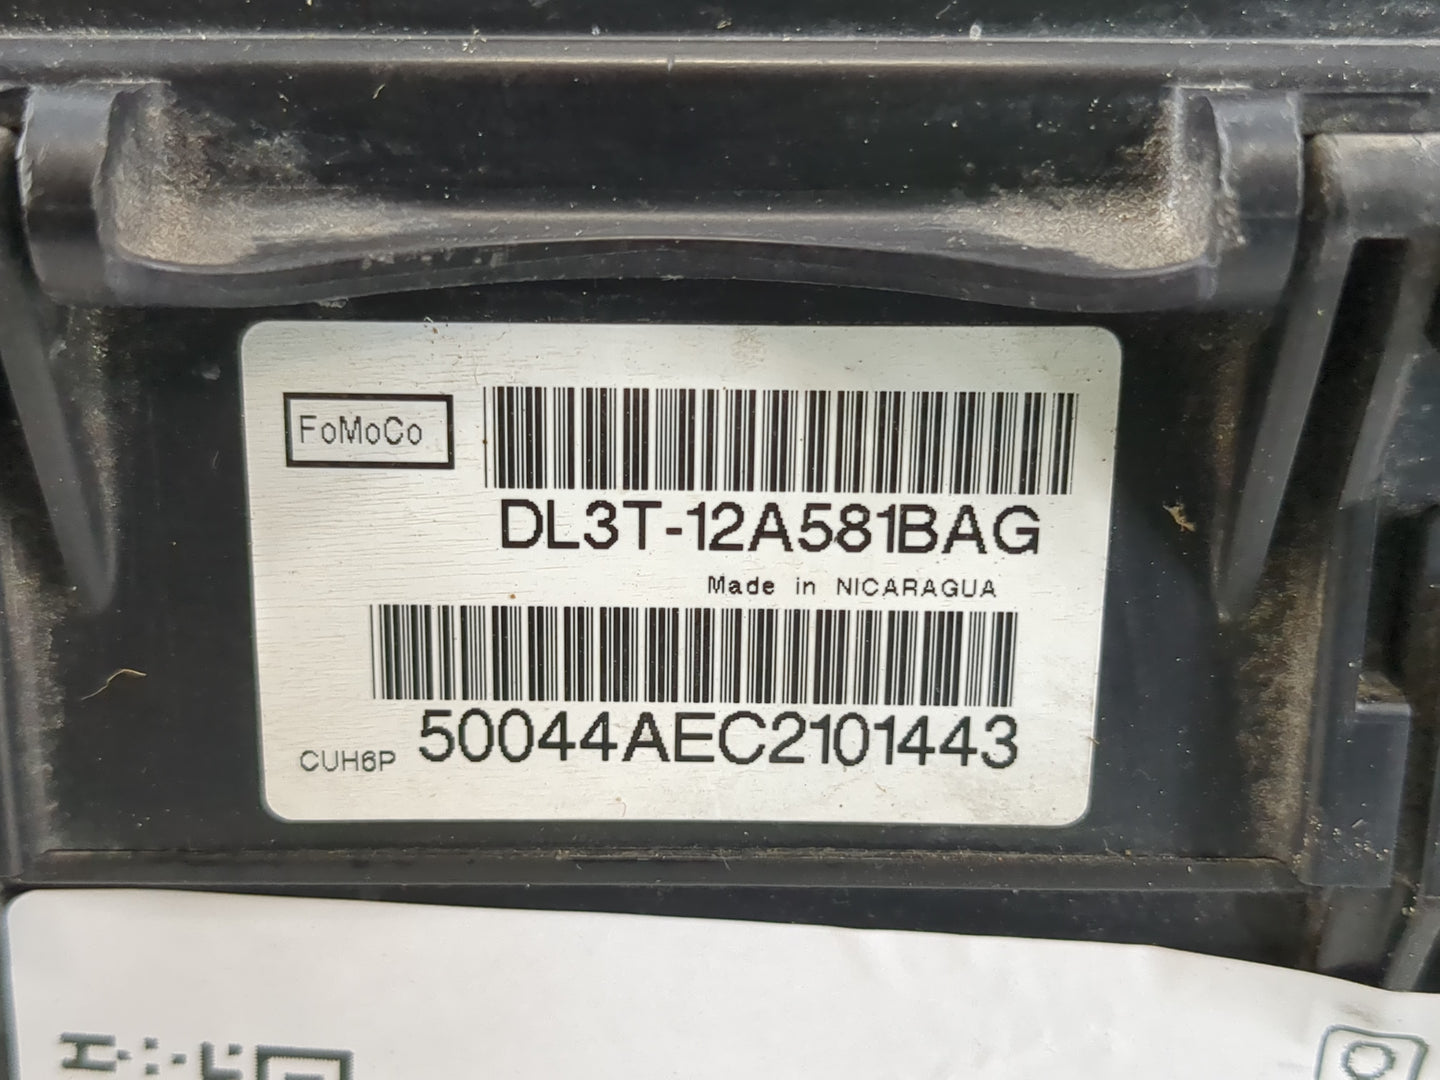 FoMoCo
DL3T-12A581BAG
Made in NICARAGUA
CUH6P 50044AEC2101443